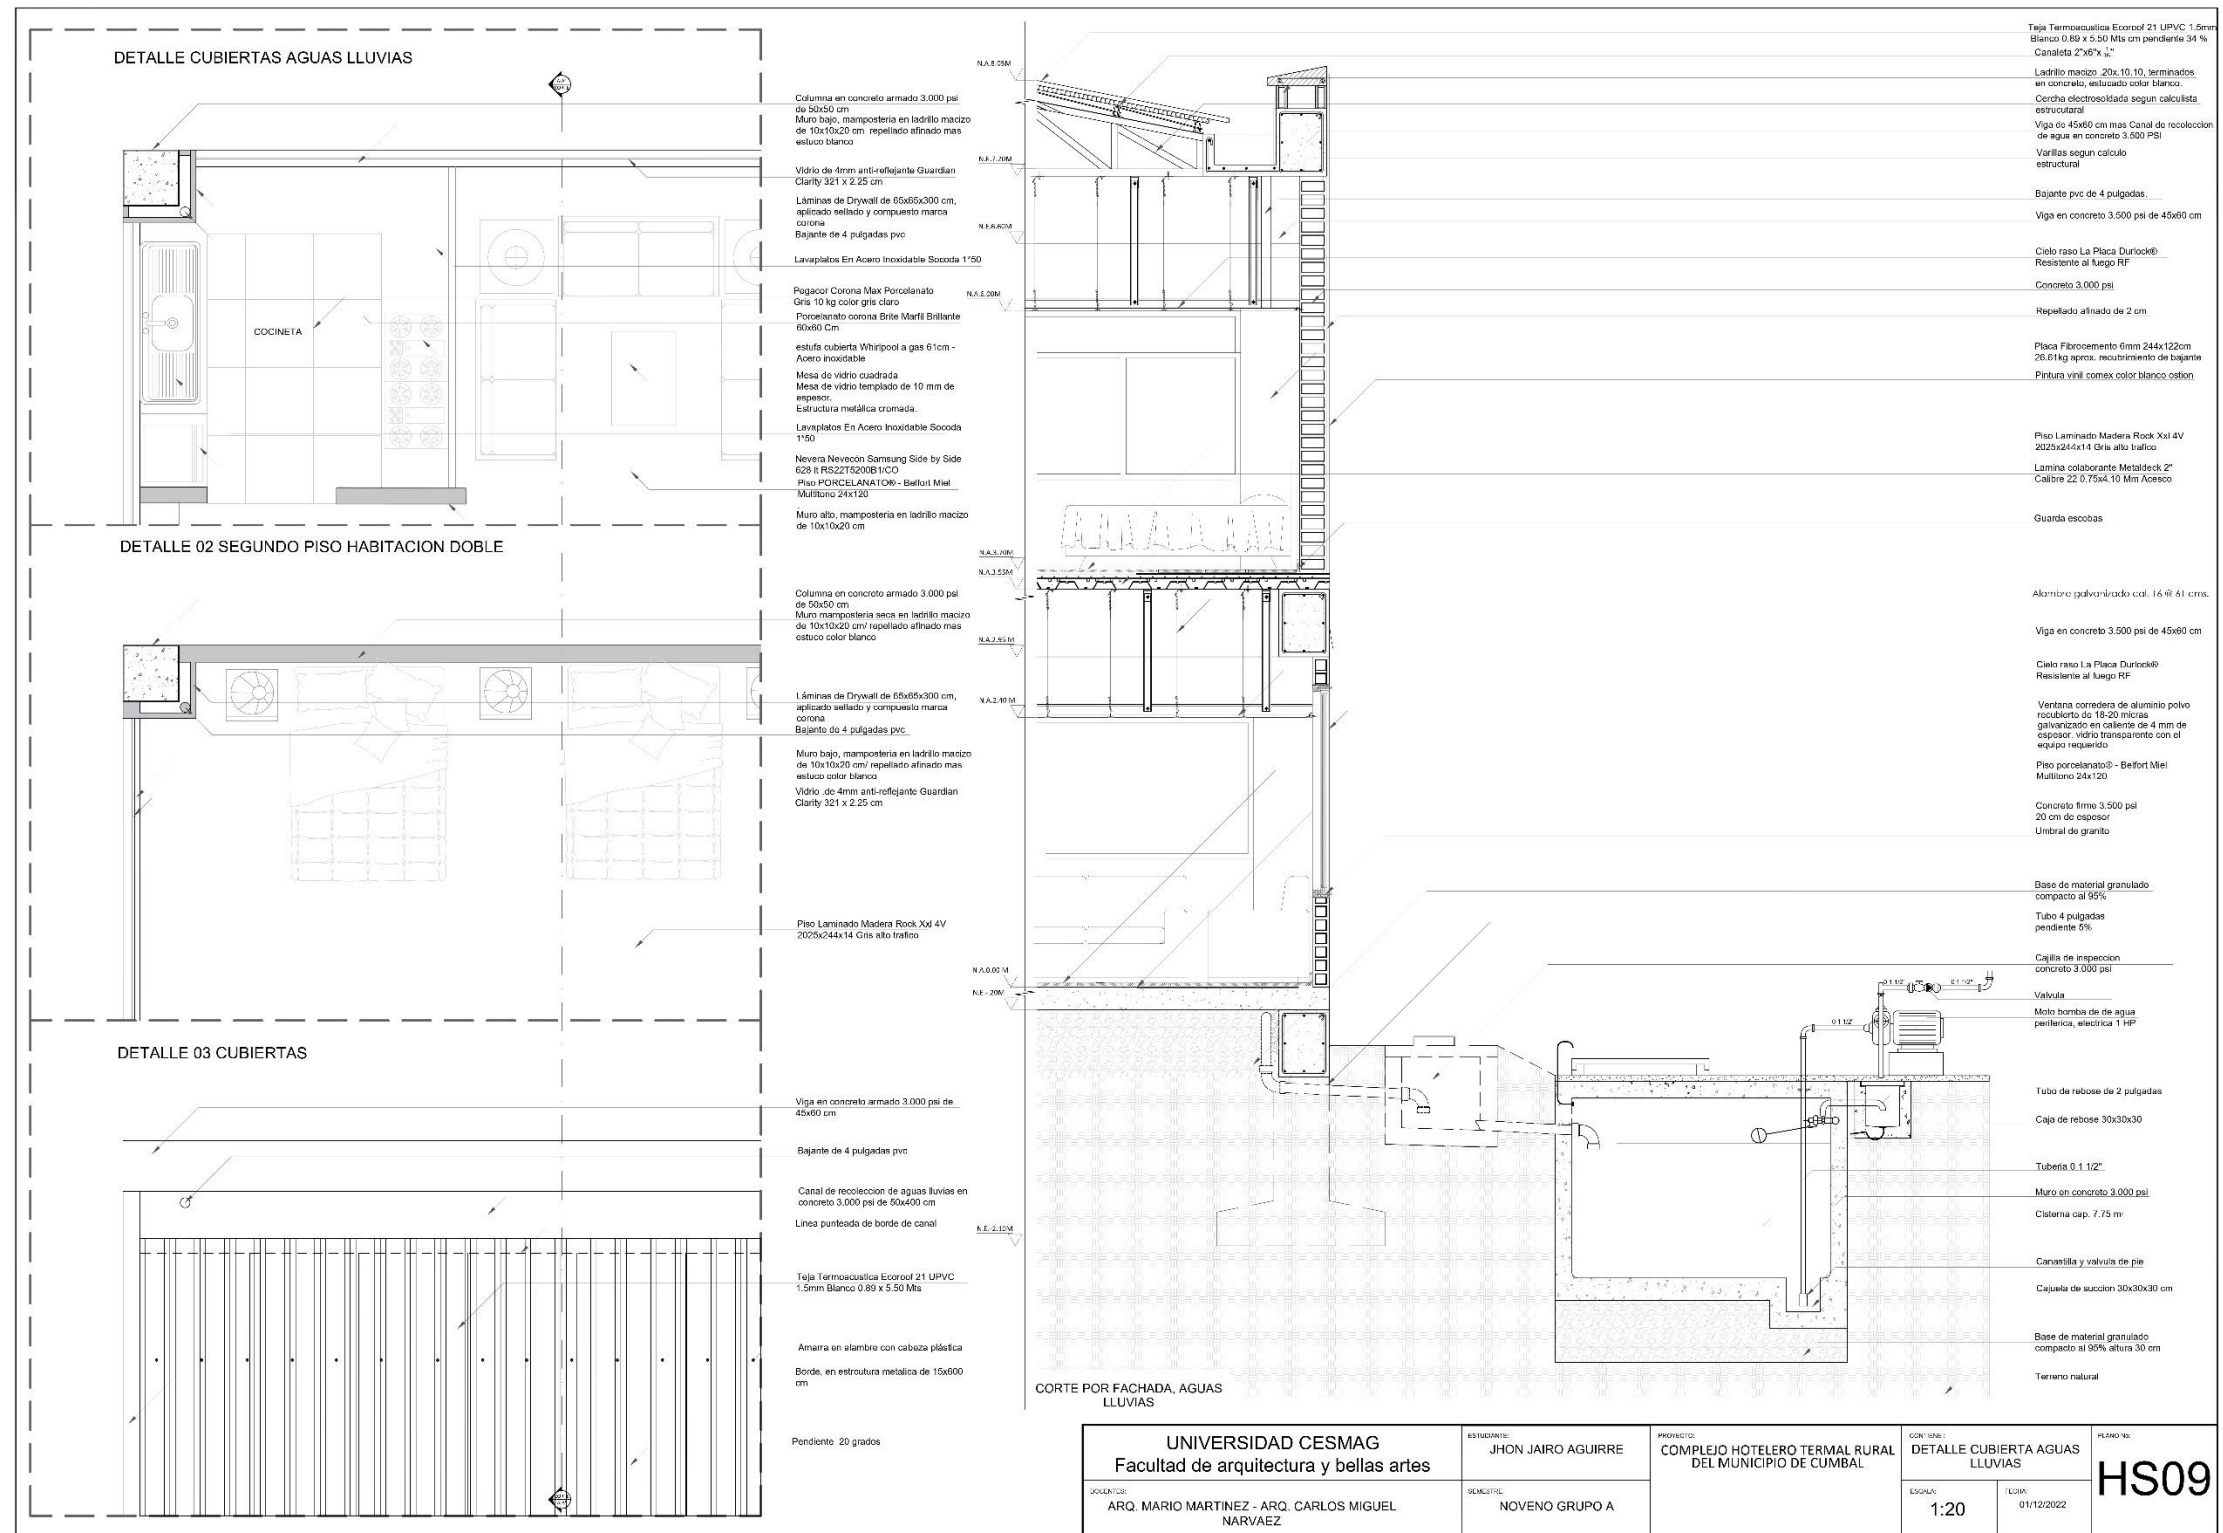 DETALLE CUBIERTAS AGUAS LLUVIAS
Columna en concreto armado 3.000 psi
de 50x50 cm
Muro bajo, mamposteria en ladrillo macizo
de 10x10x20 cm repellado afinado mas
estuco blanco
Vidrio de 4mm anti-reflejante Guardian
Clarity 321 x 2.25 cm
Láminas de Drywall de 65x65x300 cm,
aplicado sellado y compuesto marca
corona
Bajante de 4 pulgadas pvc
Lavaplatos En Acero Inoxidable Socoda 1*50
Pegacor Corona Max Porcelanato
Gris 10 kg color gris claro
Porcelanato corona Brite Marfil Brillante
60x60 Cm
COCINETA
estufa cubierta Whirlpool a gas 61cm -
Acero inoxidable
Mesa de vidrio cuadrada
Mesa de vidrio templado de 10 mm de
espesor.
Estructura metálica cromada.
Lavaplatos En Acero Inoxidable Socoda
1*50
Nevera Nevecón Samsung Side by Side
628 lt RS22T5200B1/CO
Piso PORCELANATO® - Belfort Miel
Multitono 24x120
Muro alto, mamposteria en ladrillo macizo
de 10x10x20 cm
DETALLE 02 SEGUNDO PISO HABITACION DOBLE
Columna en concreto armado 3.000 psi
de 50x50 cm
Muro mamposteria seca en ladrillo macizo
de 10x10x20 cm/ repellado afinado mas
estuco color blanco
Láminas de Drywall de 65x65x300 cm,
aplicado sellado y compuesto marca
corona
Bajante de 4 pulgadas pvc
Muro bajo, mamposteria en ladrillo macizo
de 10x10x20 cm/ repellado afinado mas
estuco color blanco
Vidrio .de 4mm anti-reflejante Guardian
Clarity 321 x 2.25 cm
Piso Laminado Madera Rock Xxl 4V
2025x244x14 Gris alto trafico
DETALLE 03 CUBIERTAS
Viga en concreto armado 3.000 psi de
45x60 cm
Bajante de 4 pulgadas pvc
Canal de recoleccion de aguas lluvias en
concreto 3.000 psi de 50x400 cm
Linea punteada de borde de canal
Teja Termoacustica Ecoroof 21 UPVC
1.5mm Blanco 0.89 x 5.50 Mts
Amarra en alambre con cabeza plástica
Borde, en estroutura metalica de 15x600
cm
Pendiente 20 grados
N.A.8.05M
N.E.7.20M
N.E.6.60M
N.A.6.00M
N.A.3.70M
N.A.3.55M
N.A.2.95 M
N.A.2.40 M
N.A.0.00 M
N.E - 20M
N.E.-2.10M
Teja Termoacustica Ecoroof 21 UPVC 1.5mm
Blanco 0.89 x 5.50 Mts cm pendiente 34 %
Canaleta 2"x6"x 1/16"
Ladrillo macizo .20x.10.10, terminados
en concreto, estucado color blanco.
Cercha electrosoldada segun calculista
estrucutaral
Viga de 45x60 cm mas Canal de recoleccion
de agua en concreto 3.500 PSI
Varillas segun calculo
estructural
Bajante pvc de 4 pulgadas.
Viga en concreto 3.500 psi de 45x60 cm
Cielo raso La Placa Durlock®
Resistente al fuego RF
Concreto 3.000 psi
Repellado afinado de 2 cm
Placa Fibrocemento 6mm 244x122cm
26.61kg aprox. recubrimiento de bajante
Pintura vinil comex color blanco ostion
Piso Laminado Madera Rock Xxl 4V
2025x244x14 Gris alto trafico
Lamina colaborante Metaldeck 2"
Calibre 22 0.75x4.10 Mm Acesco
Guarda escobas
Alambre galvanizado cal. 16 @ 61 cms.
Viga en concreto 3.500 psi de 45x60 cm
Cielo raso La Placa Durlock®
Resistente al fuego RF
Ventana corredera de aluminio polvo
recubierto de 18-20 micras
galvanizado en caliente de 4 mm de
espesor. vidrio transparente con el
equipo requerido
Piso porcelanato® - Belfort Miel
Multitono 24x120
Concreto firme 3.500 psi
20 cm de espesor
Umbral de granito
Base de material granulado
compacto al 95%
Tubo 4 pulgadas
pendiente 5%
Cajilla de inspeccion
concreto 3.000 psi
Valvula
Moto bomba de de agua
periferica, electrica 1 HP
0 1 1/2"
0 1 1/2"
0 1 1/2"
Tubo de rebose de 2 pulgadas
Caja de rebose 30x30x30
Tuberia 0 1 1/2"
Muro en concreto 3.000 psi
Cisterna cap. 7.75 m
Canastilla y valvula de pie
Cajuela de succion 30x30x30 cm
Base de material granulado
compacto al 95% altura 30 cm
Terreno natural
CORTE POR FACHADA, AGUAS
LLUVIAS
UNIVERSIDAD CESMAG
Facultad de arquitectura y bellas artes
DOCENTES:
ARQ. MARIO MARTINEZ - ARQ. CARLOS MIGUEL
NARVAEZ
ESTUDIANTE:
JHON JAIRO AGUIRRE
SEMESTRE
NOVENO GRUPO A
PROYECTO:
COMPLEJO HOTELERO TERMAL RURAL
DEL MUNICIPIO DE CUMBAL
CONTIENE:
DETALLE CUBIERTA AGUAS
LLUVIAS
ESCALA:
1:20
FECHA:
01/12/2022
PLANO No:
HS09